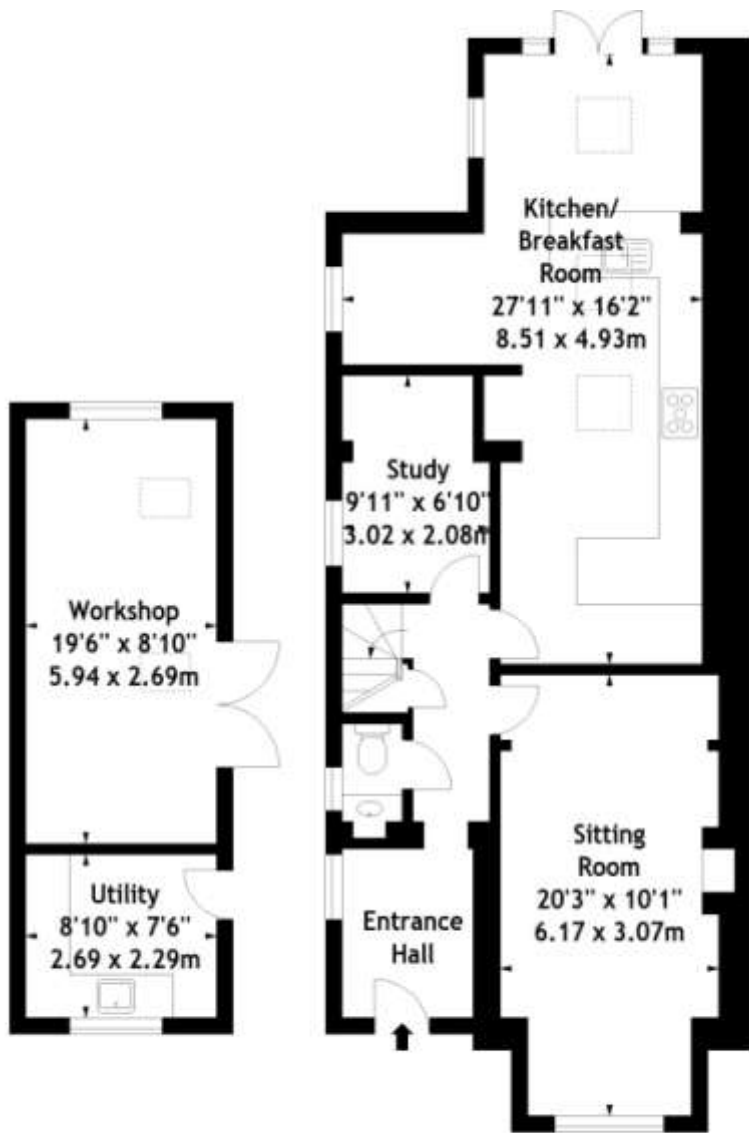 Kitchen/
Breakfast
Room
27'11" x 16'2"
8.51 x 4.93m
Study
9'11" x 6'10"
3.02 x 2.08m
Workshop
19'6" x 8'10"
5.94 x 2.69m
Sitting
Room
20'3" x 10'1"
6.17 x 3.07m
Utility
8'10" x 7'6"
2.69 x 2.29m
Entrance
Hall